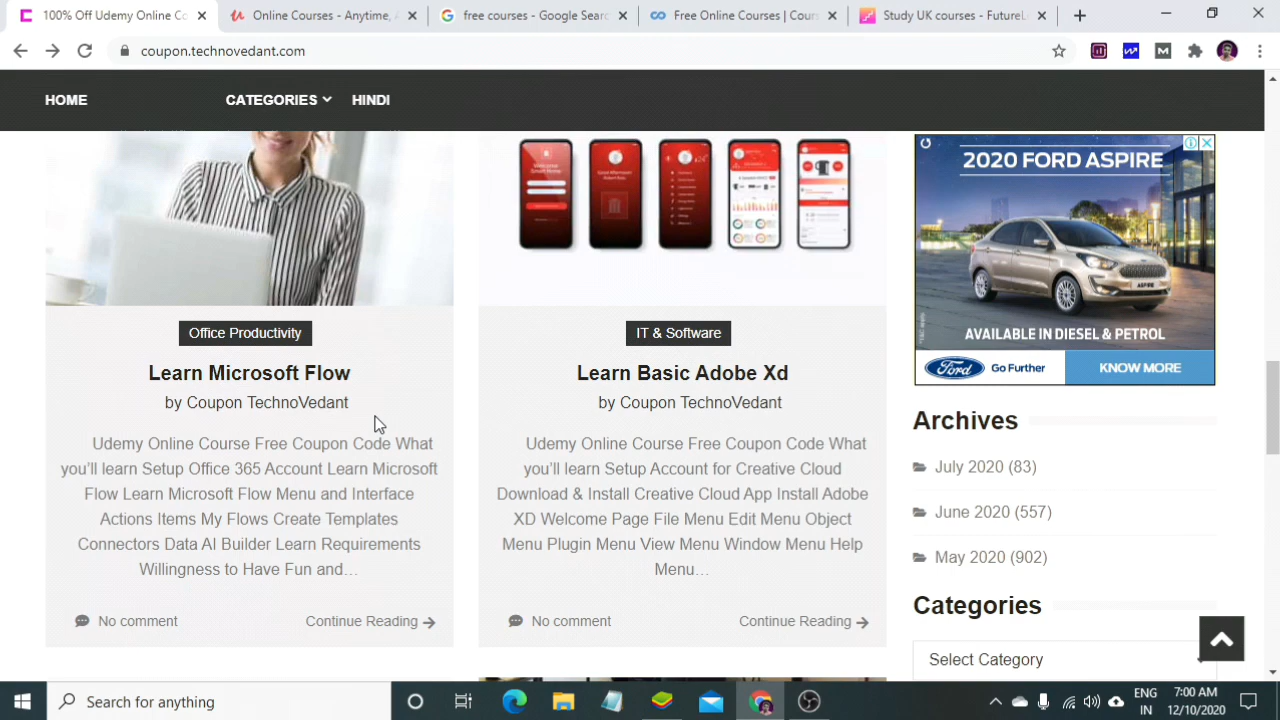 100% Off Udemy Online Co
Online Courses - Anytime, A
free courses - Google Searc
Free Online Courses | Cours
Study UK courses - FutureL
coupon.technovedant.com
HOME
CATEGORIES
HINDI
2020 FORD ASPIRE
ASPIRE
AVAILABLE IN DIESEL & PETROL
Ford
Go Further
KNOW MORE
Office Productivity
Learn Microsoft Flow
by Coupon TechnoVedant
Udemy Online Course Free Coupon Code What
you'll learn Setup Office 365 Account Learn Microsoft
Flow Learn Microsoft Flow Menu and Interface
Actions Items My Flows Create Templates
Connectors Data AI Builder Learn Requirements
Willingness to Have Fun and…
No comment
Continue Reading
IT & Software
Learn Basic Adobe Xd
by Coupon TechnoVedant
Udemy Online Course Free Coupon Code What
you'll learn Setup Account for Creative Cloud
Download & Install Creative Cloud App Install Adobe
XD Welcome Page File Menu Edit Menu Object
Menu Plugin Menu View Menu Window Menu Help
Menu…
No comment
Continue Reading
Archives
July 2020 (83)
June 2020 (557)
May 2020 (902)
Categories
Select Category
Search for anything
ENG
IN
7:00 AM
12/10/2020